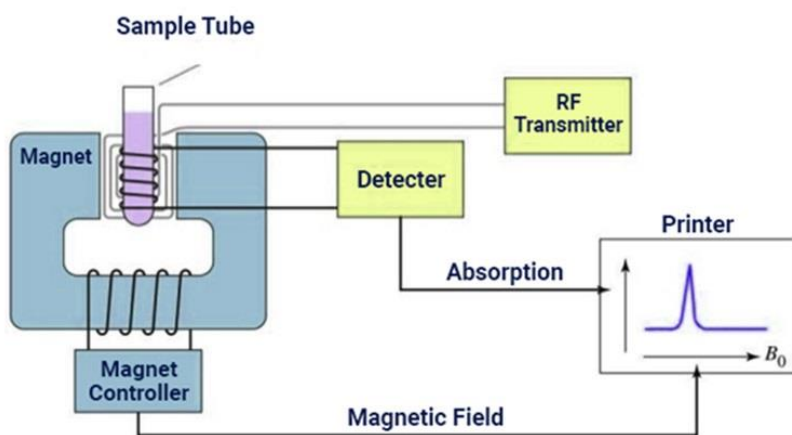 Sample Tube
RF
Transmitter
Magnet
Detecter
Printer
Absorption
B0
Magnet
Controller
Magnetic Field